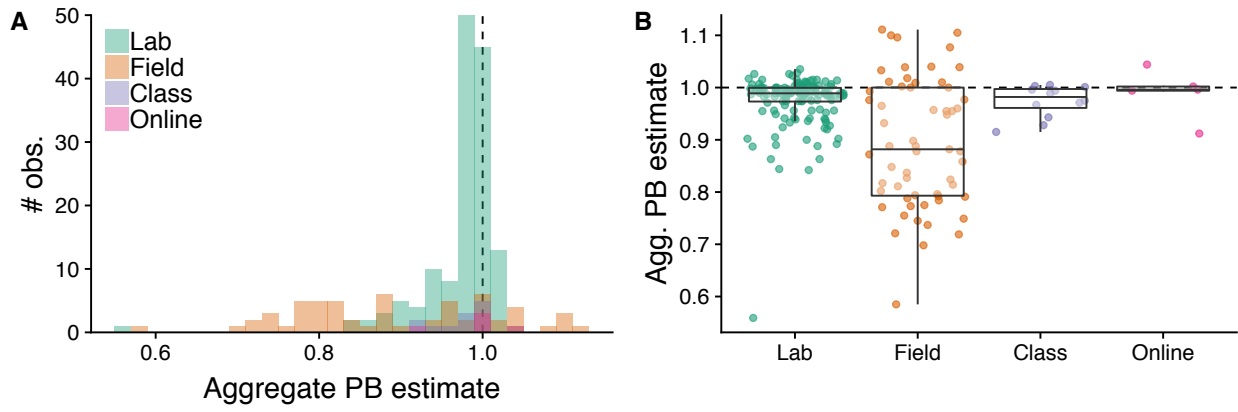 A
50
40
30
20
10
0
# obs.
Lab
Field
Class
Online
0.6
0.8
1.0
Aggregate PB estimate
B
1.1
1.0
0.9
0.8
0.7
0.6
Agg. PB estimate
Lab
Field
Class
Online